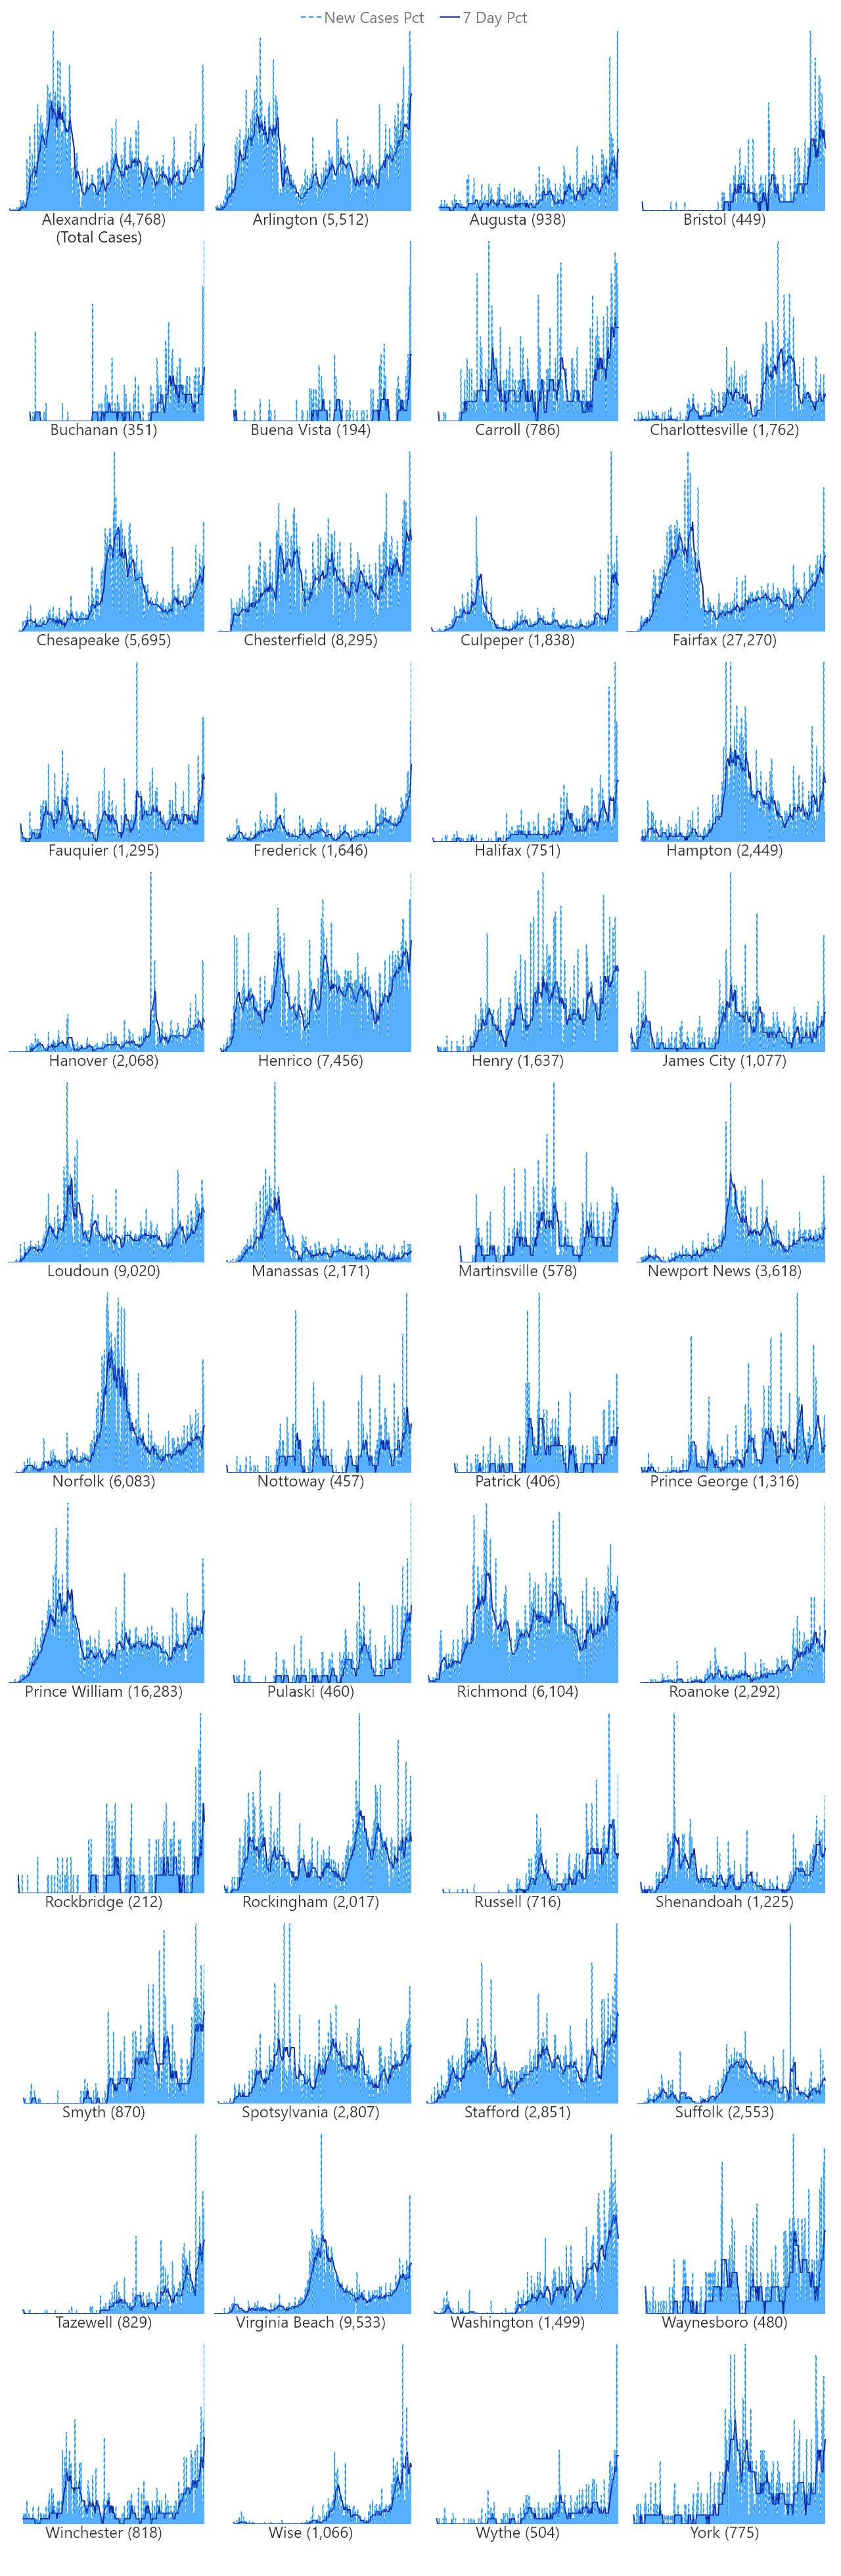 New Cases Pct 7 Day Pct
Alexandria (4,768) Arlington (5,512) Augusta (938) Bristol (449)
(Total Cases)
Buchanan (351) Buena Vista (194) Carroll (786) Charlottesville (1,762)
Chesapeake (5,695) Chesterfield (8,295) Culpeper (1,838) Fairfax (27,270)
Fauquier (1,295) Frederick (1,646) Halifax (751) Hampton (2,449)
Hanover (2,068) Henrico (7,456) Henry (1,637) James City (1,077)
Loudoun (9,020) Manassas (2,171) Martinsville (578) Newport News (3,618)
Norfolk (6,083) Nottoway (457) Patrick (406) Prince George (1,316)
Prince William (16,283) Pulaski (460) Richmond (6,104) Roanoke (2,292)
Rockbridge (212) Rockingham (2,017) Russell (716) Shenandoah (1,225)
Smyth (870) Spotsylvania (2,807) Stafford (2,851) Suffolk (2,553)
Tazewell (829) Virginia Beach (9,533) Washington (1,499) Waynesboro (480)
Winchester (818) Wise (1,066) Wythe (504) York (775)